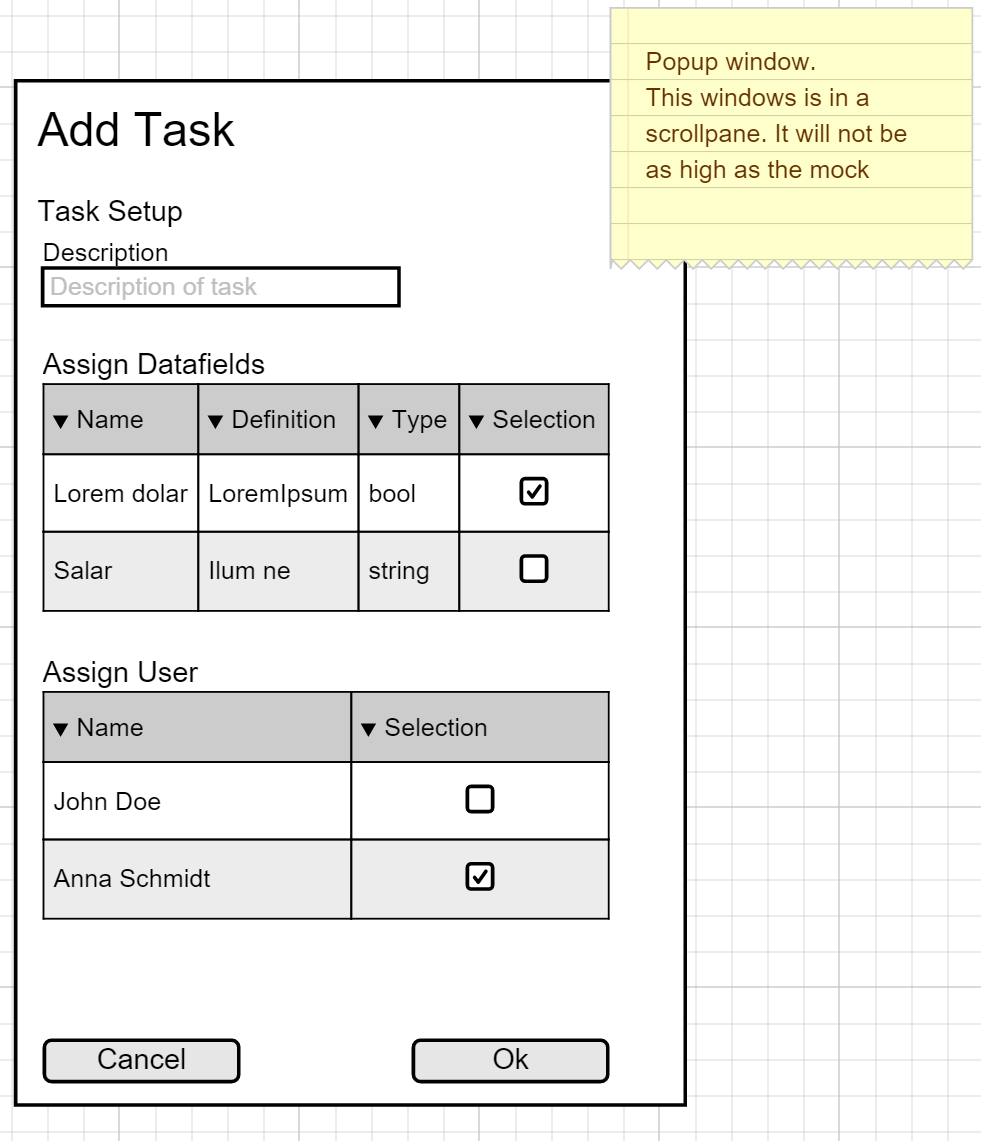 Popup window.
This windows is in a
scrollpane. It will not be
as high as the mock
Add Task
Task Setup
Description
Description of task
Assign Datafields
▼ Name ▼ Definition ▼ Type ▼ Selection
Lorem dolar LoremIpsum bool
Salar Ilum ne string
Assign User
▼ Name ▼ Selection
John Doe
Anna Schmidt
Cancel Ok